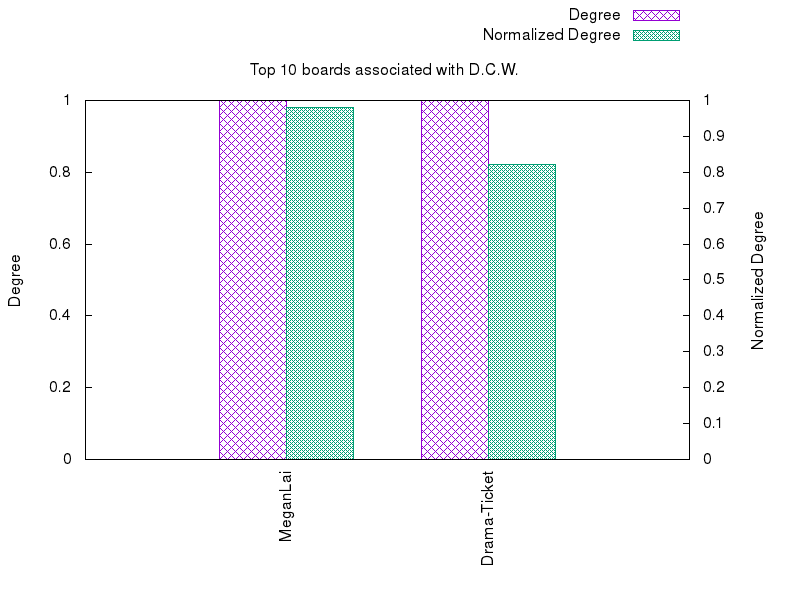 Degree
Normalized Degree
Top 10 boards associated with D.C.W.
1
0.8
0.6
0.4
0.2
0
Degree
1
0.9
0.8
0.7
0.6
0.5
0.4
0.3
0.2
0.1
0
Normalized Degree
MeganLai
Drama-Ticket